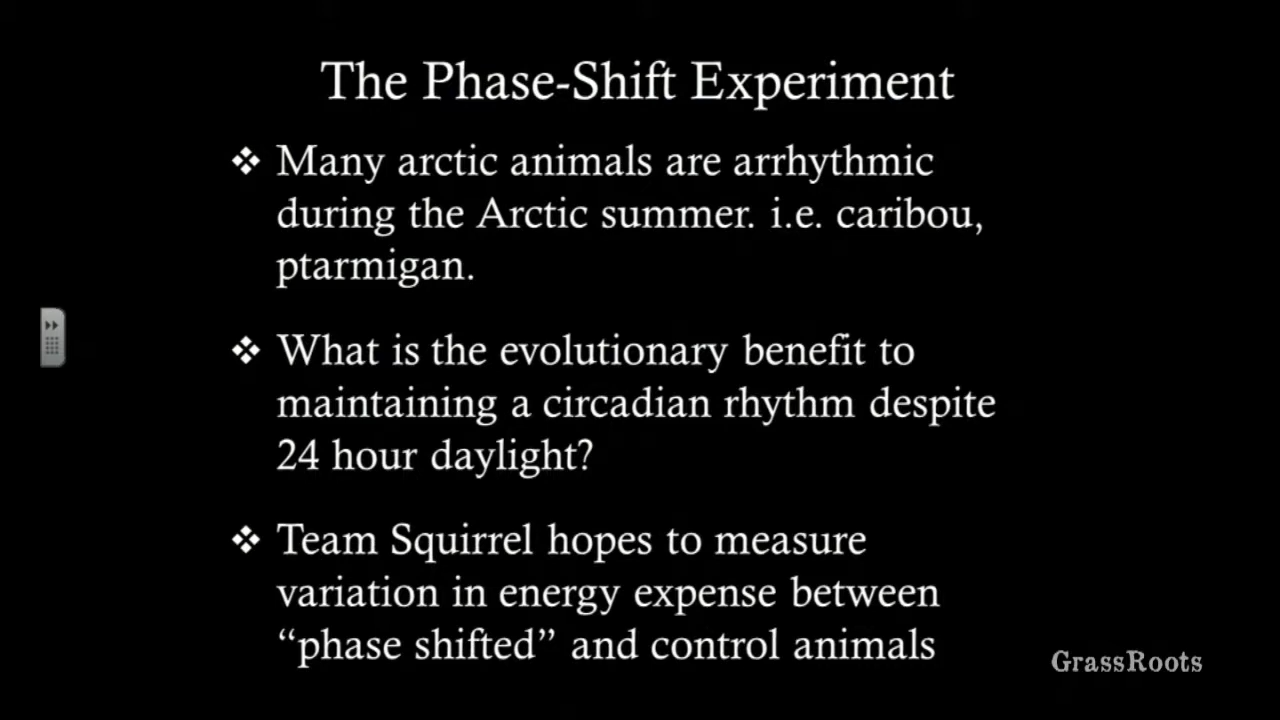 The Phase-Shift Experiment
❖ Many arctic animals are arrhythmic
during the Arctic summer. i.e. caribou,
ptarmigan.
❖ What is the evolutionary benefit to
maintaining a circadian rhythm despite
24 hour daylight?
❖ Team Squirrel hopes to measure
variation in energy expense between
“phase shifted” and control animals
GrassRoots